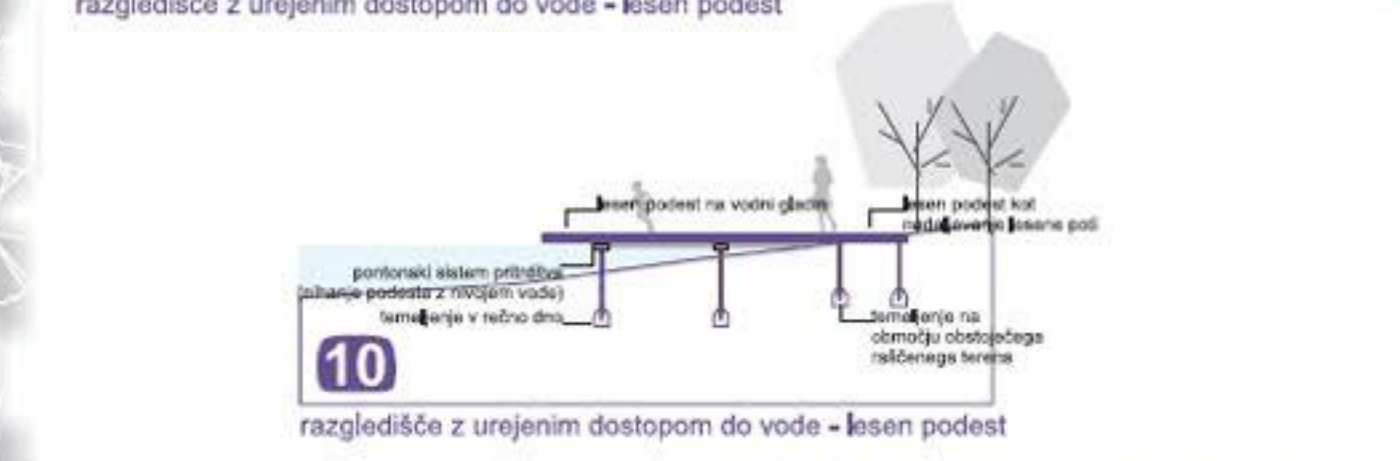 razgledišče z urejenim dostopom do vode - lesen podest
lesen podest na vodni gladini
lesen podest kot
nadaljevanje lesene poti
pontonski sistem pritrditve
(nihanje podesta z nivojem vode)
temeljenje v rečno dno
temeljenje na
območju obstoječega
raščenega terena
10
razgledišče z urejenim dostopom do vode - lesen podest